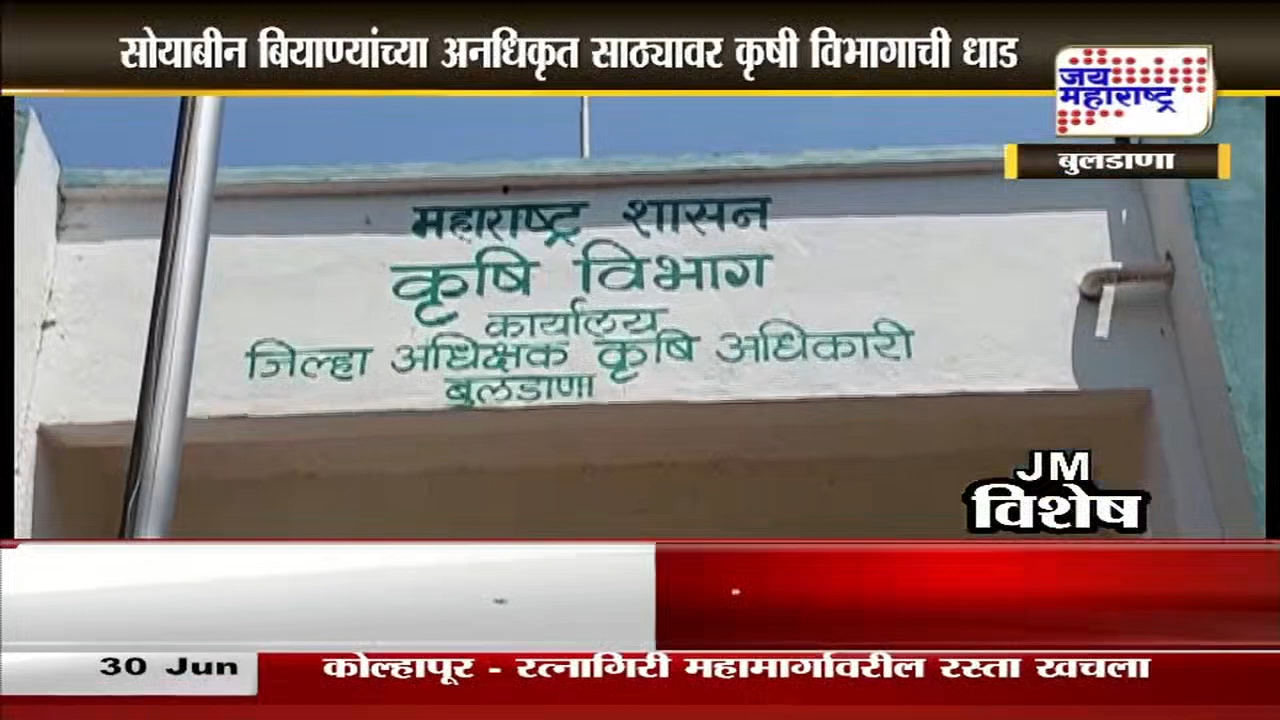 सोयाबीन बियाण्यांच्या अनधिकृत साठ्यावर कृषी विभागाची धाड
जय
महाराष्ट्र
बुलडाणा
महाराष्ट्र शासन
कृषि विभाग
कार्यालय
जिल्हा अधिक्षक कृषि अधिकारी
बुलडाणा
JM
विशेष
30 Jun
कोल्हापूर - रत्नागिरी महामार्गावरील रस्ता खचला